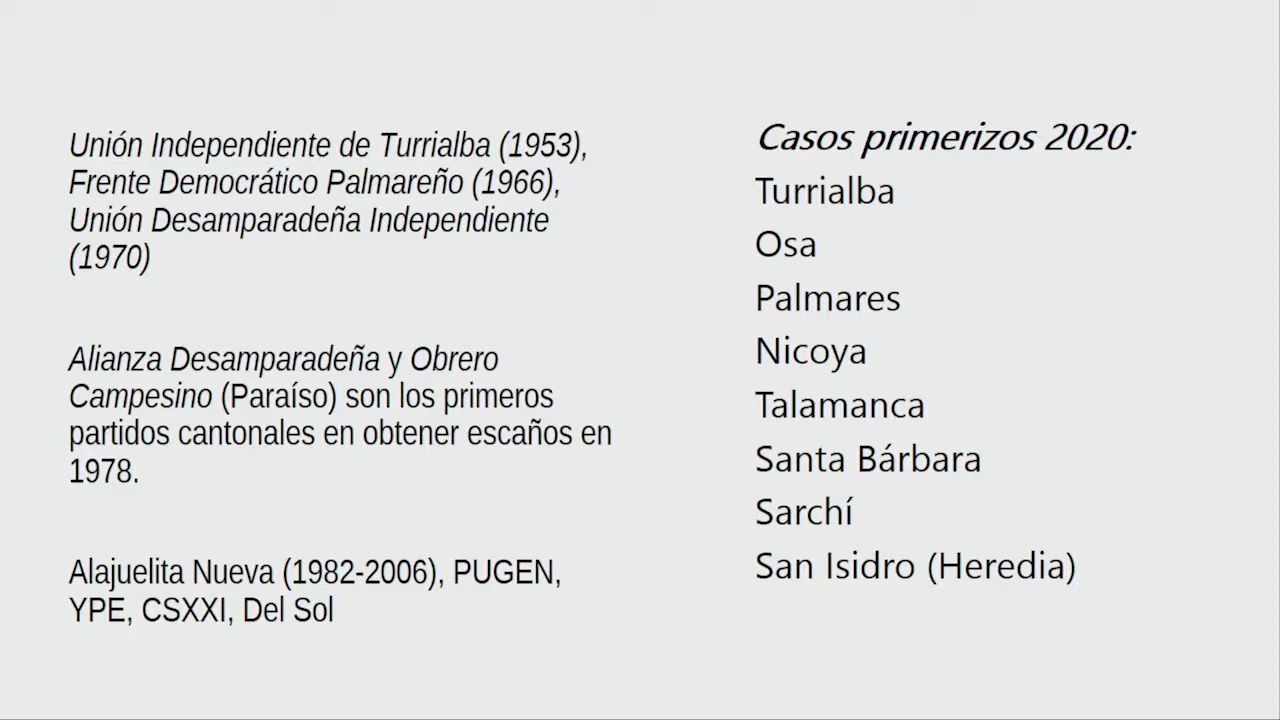 Unión Independiente de Turrialba (1953),
Frente Democrático Palmareño (1966),
Unión Desamparadeña Independiente
(1970)
Alianza Desamparadeña y Obrero
Campesino (Paraíso) son los primeros
partidos cantonales en obtener escaños en
1978.
Alajuelita Nueva (1982-2006), PUGEN,
YPE, CSXXI, Del Sol
Casos primerizos 2020:
Turrialba
Osa
Palmares
Nicoya
Talamanca
Santa Bárbara
Sarchí
San Isidro (Heredia)